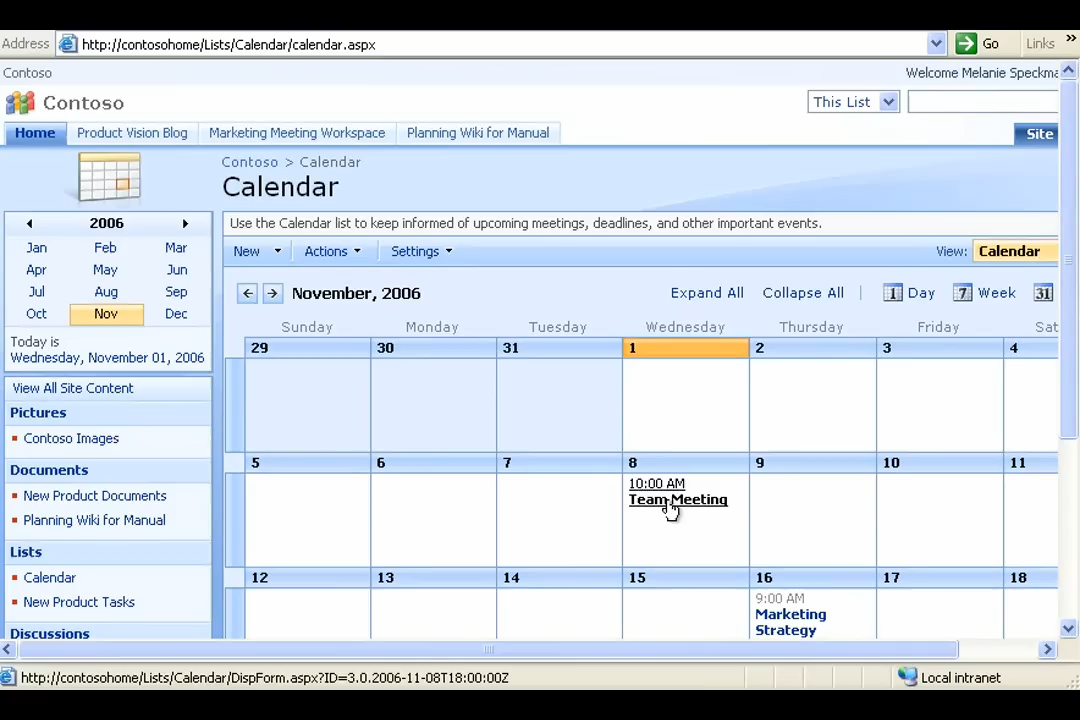 Address http://contosohome/Lists/Calendar/calendar.aspx Go Links »
Contoso Welcome Melanie Speckma
Contoso This List
Home Product Vision Blog Marketing Meeting Workspace Planning Wiki for Manual Site
Contoso > Calendar
Calendar
2006
Jan Feb Mar
Apr May Jun
Jul Aug Sep
Oct Nov Dec
Today is
Wednesday, November 01, 2006
View All Site Content
Pictures
Contoso Images
Documents
New Product Documents
Planning Wiki for Manual
Lists
Calendar
New Product Tasks
Discussions
Use the Calendar list to keep informed of upcoming meetings, deadlines, and other important events.
New Actions Settings View: Calendar
November, 2006 Expand All Collapse All 1 Day 7 Week 31
Sunday Monday Tuesday Wednesday Thursday Friday Sat
29 30 31 1 2 3 4
5 6 7 8 9 10 11
10:00 AM
Team Meeting
12 13 14 15 16 17 18
9:00 AM
Marketing
Strategy
http://contosohome/Lists/Calendar/DispForm.aspx?ID=3.0.2006-11-08T18:00:00Z Local intranet